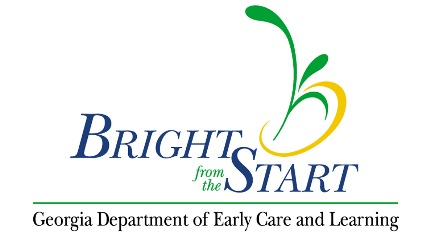 BRIGHT
from
the START
Georgia Department of Early Care and Learning